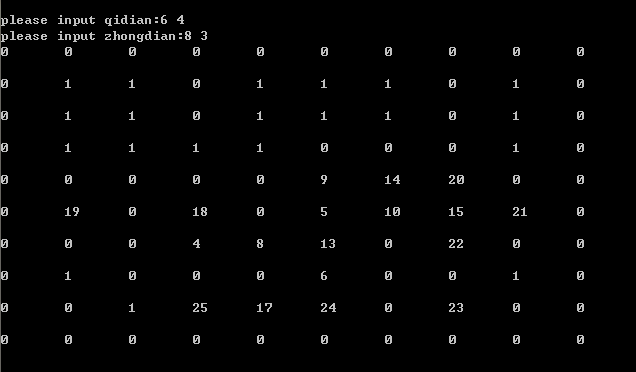 please input qidian:6 4
please input zhongdian:8 3
0 0 0 0 0 0 0 0 0 0
0 1 1 0 1 1 1 0 1 0
0 1 1 0 1 1 1 0 1 0
0 1 1 1 1 0 0 0 1 0
0 0 0 0 0 9 14 20 0 0
0 19 0 18 0 5 10 15 21 0
0 0 0 4 8 13 0 22 0 0
0 1 0 0 0 6 0 0 1 0
0 0 1 25 17 24 0 23 0 0
0 0 0 0 0 0 0 0 0 0